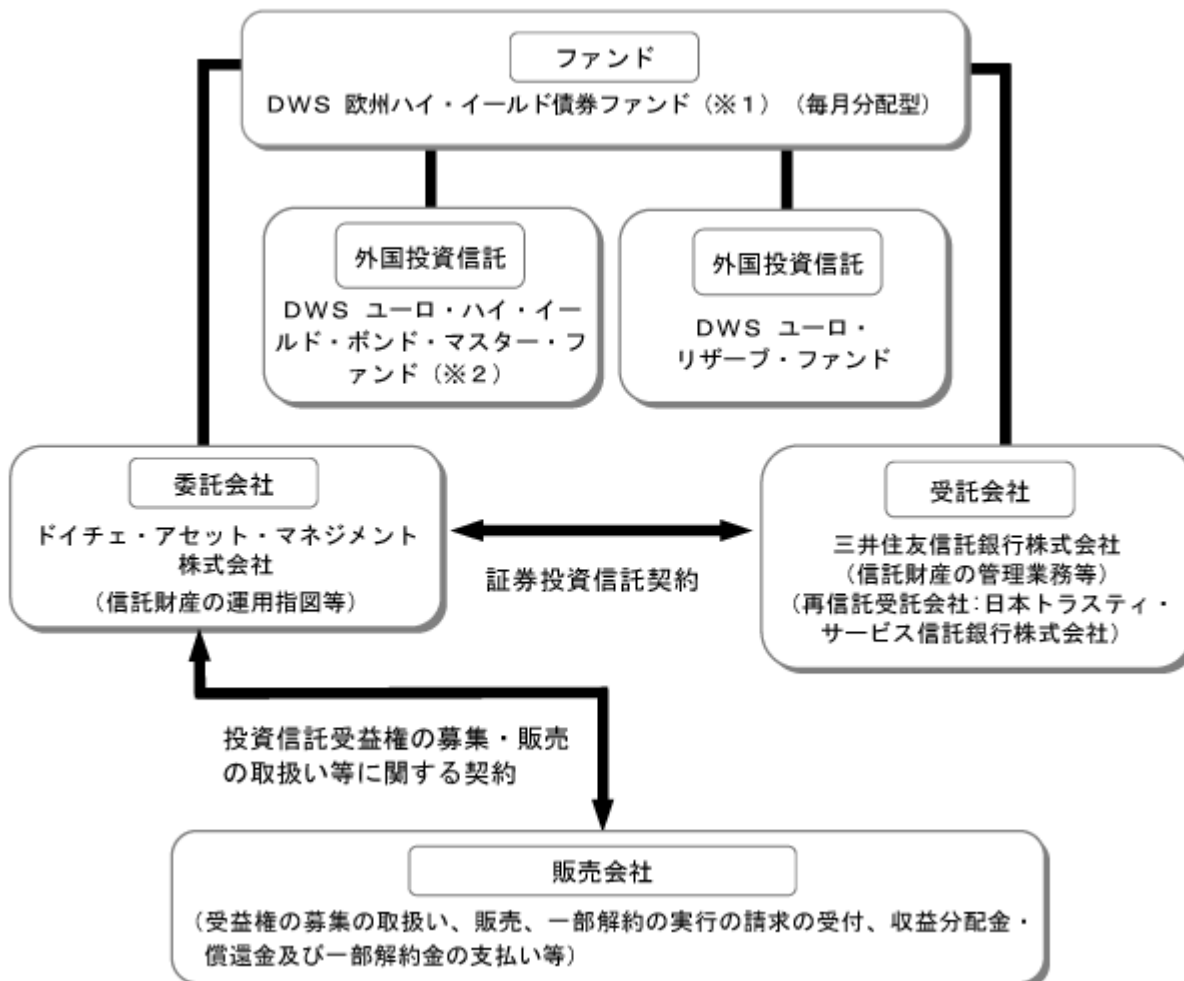 ファンド
DWS 欧州ハイ・イールド債券ファンド(※1)(毎月分配型)
外国投資信託
DWS ユーロ・ハイ・イー
ルド・ボンド・マスター・フ
ァンド(※2)
外国投資信託
DWS ユーロ・
リザーブ・ファンド
委託会社
ドイチェ・アセット・マネジメント
株式会社
(信託財産の運用指図等)
証券投資信託契約
受託会社
三井住友信託銀行株式会社
(信託財産の管理業務等)
(再信託受託会社:日本トラスティ・
サービス信託銀行株式会社)
投資信託受益権の募集・販売
の取扱い等に関する契約
販売会社
(受益権の募集の取扱い、販売、一部解約の実行の請求の受付、収益分配金・
償還金及び一部解約金の支払い等)